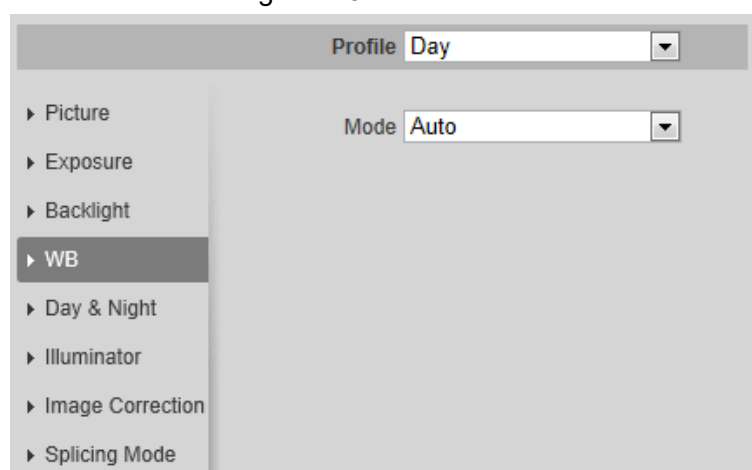 Profile Day
Mode Auto
Picture
Exposure
Backlight
WB
Day & Night
Illuminator
Image Correction
Splicing Mode